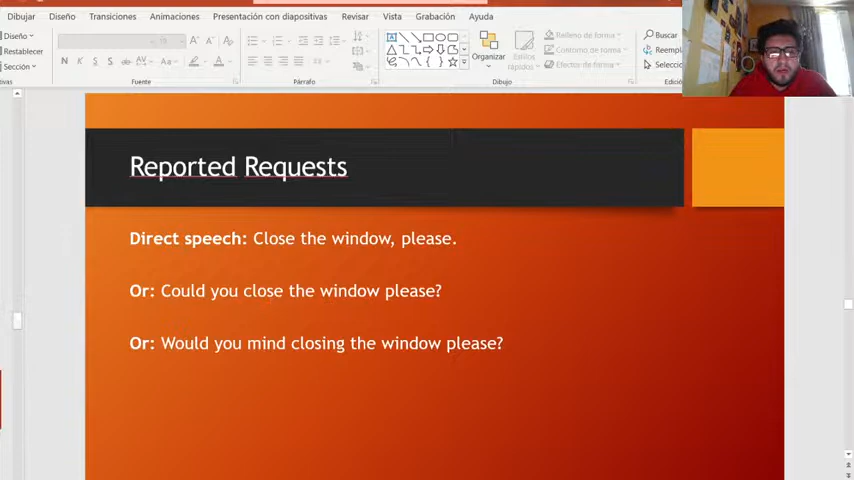 Dibujar Diseño Transiciones Animaciones Presentación con diapositivas Revisar Vista Grabación Ayuda
Diseño
Restablecer
Sección
Fuente
Párrafo
Organizar
Estilos
rápidos
Relleno de forma
Contorno de forma
Efectos de forma
Dibujo
Buscar
Reempl
Selecci
Edici
Reported Requests
Direct speech: Close the window, please.
Or: Could you close the window please?
Or: Would you mind closing the window please?